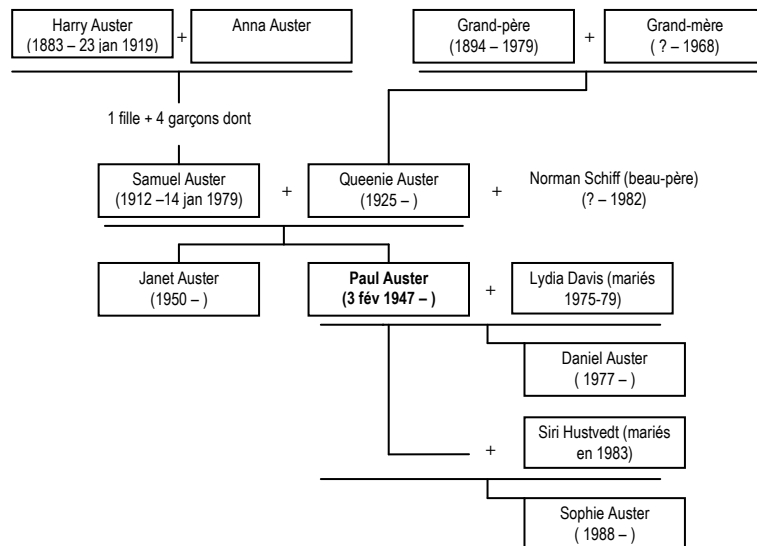 Harry Auster
(1883 – 23 jan 1919)
+
Anna Auster
Grand-père
(1894 – 1979)
+
Grand-mère
( ? – 1968)
1 fille + 4 garçons dont
Samuel Auster
(1912 –14 jan 1979)
+
Queenie Auster
(1925 – )
+
Norman Schiff (beau-père)
(? – 1982)
Janet Auster
(1950 – )
Paul Auster
(3 fév 1947 – )
+
Lydia Davis (mariés
1975-79)
Daniel Auster
( 1977 – )
+
Siri Hustvedt (mariés
en 1983)
Sophie Auster
( 1988 – )